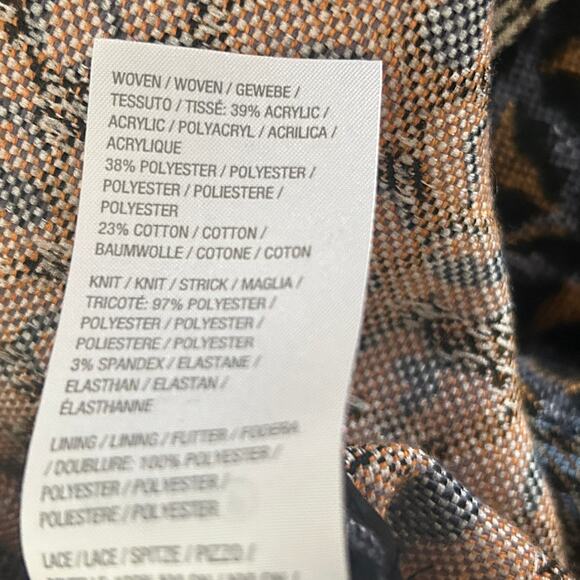 WOVEN / WOVEN / GEWEBE /
TESSUTO / TISSÉ: 39% ACRYLIC /
ACRYLIC / POLYACRYL / ACRILICA /
ACRYLIQUE
38% POLYESTER / POLYESTER /
POLYESTER / POLIESTERE /
POLYESTER
23% COTTON / COTTON /
BAUMWOLLE / COTONE / COTON
KNIT / KNIT / STRICK / MAGLIA /
TRICOTÉ: 97% POLYESTER /
POLYESTER / POLYESTER /
POLIESTERE / POLYESTER
3% SPANDEX / ELASTANE /
ELASTHAN / ELASTAN /
ÉLASTHANNE
LINING / LINING / FUTTER / FODERA
/ DOUBLURE: 100% POLYESTER /
POLYESTER / POLYESTER /
POLIESTERE / POLYESTER
LACE / LACE / SPITZE / PIZZO /